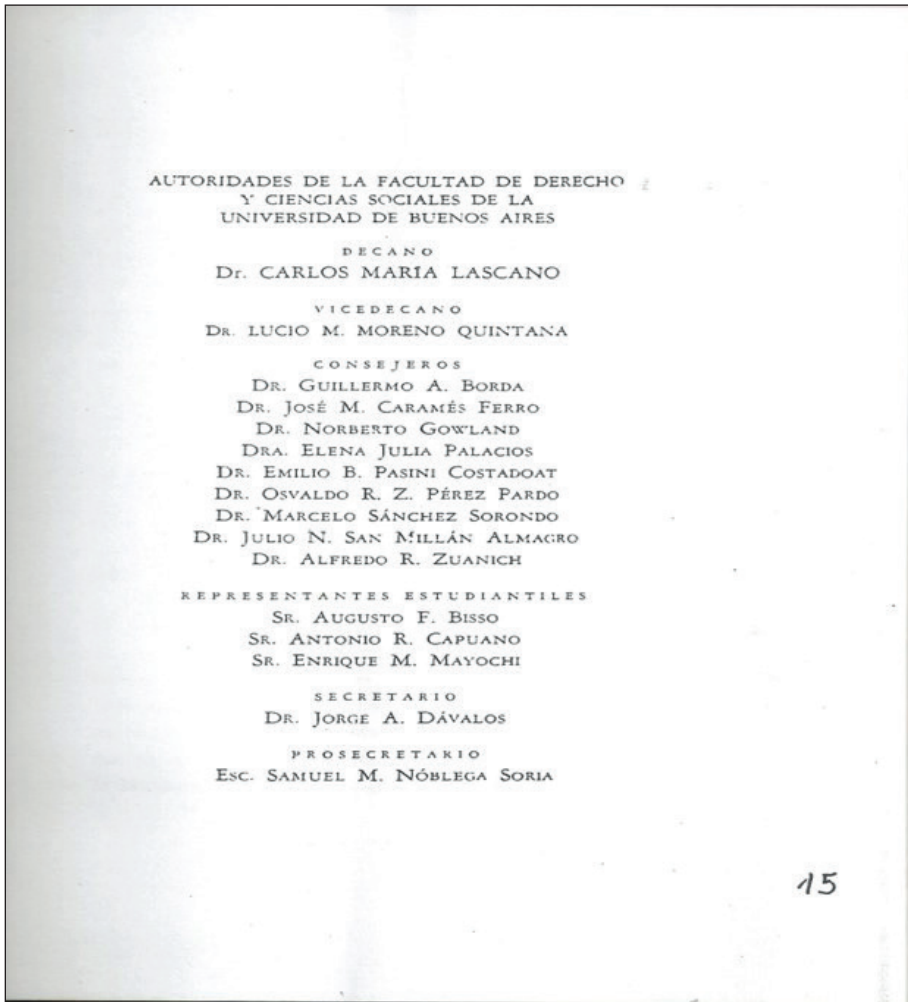 AUTORIDADES DE LA FACULTAD DE DERECHO
Y CIENCIAS SOCIALES DE LA
UNIVERSIDAD DE BUENOS AIRES
DECANO
Dr. CARLOS MARIA LASCANO
VICEDECANO
DR. LUCIO M. MORENO QUINTANA
CONSEJEROS
DR. GUILLERMO A. BORDA
DR. JOSÉ M. CARAMÉS FERRO
DR. NORBERTO GOWLAND
DRA. ELENA JULIA PALACIOS
DR. EMILIO B. PASINI COSTADOAT
DR. OSVALDO R. Z. PÉREZ PARDO
DR. MARCELO SÁNCHEZ SORONDO
DR. JULIO N. SAN MILLÁN ALMAGRO
DR. ALFREDO R. ZUANICH
REPRESENTANTES ESTUDIANTILES
SR. AUGUSTO F. BISSO
SR. ANTONIO R. CAPUANO
SR. ENRIQUE M. MAYOCHI
SECRETARIO
DR. JORGE A. DÁVALOS
PROSECRETARIO
ESC. SAMUEL M. NÓBLEGA SORIA
15